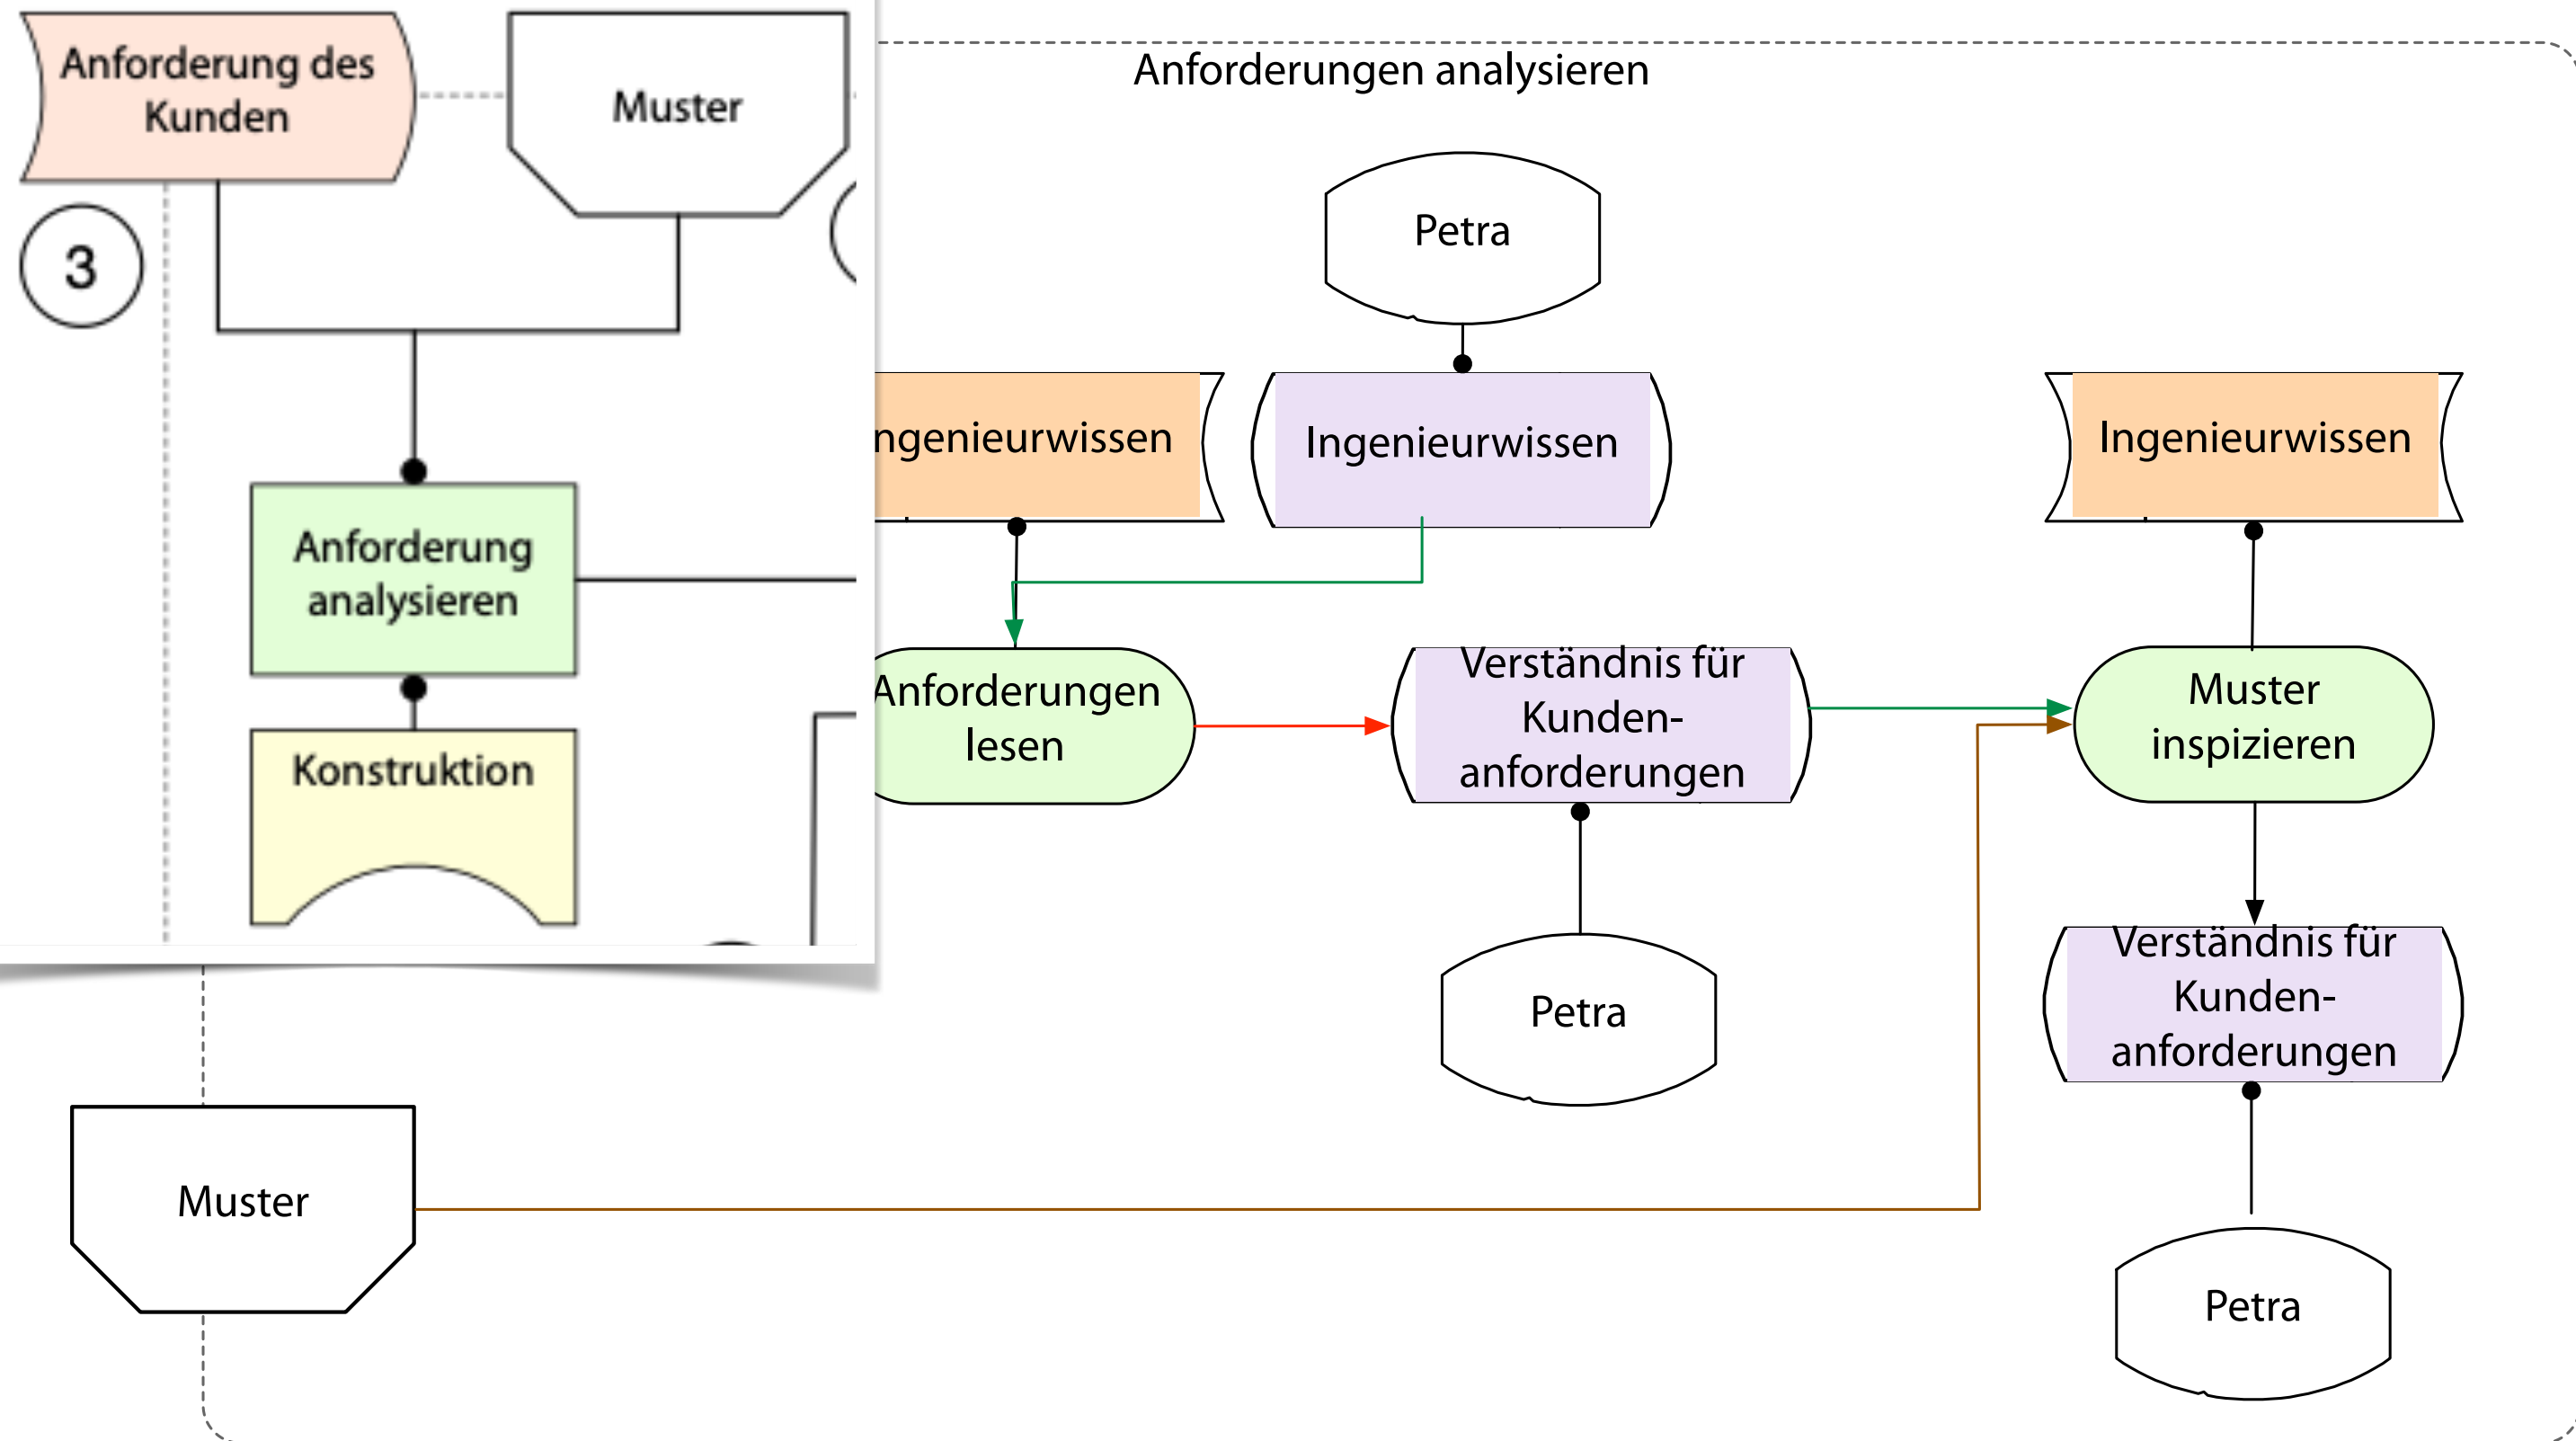 Anforderung des
Kunden
Muster
3
Anforderung
analysieren
Konstruktion
Anforderungen analysieren
Petra
ngenieurwissen
Ingenieurwissen
Ingenieurwissen
Anforderungen
lesen
Verständnis für
Kunden-
anforderungen
Muster
inspizieren
Petra
Verständnis für
Kunden-
anforderungen
Muster
Petra